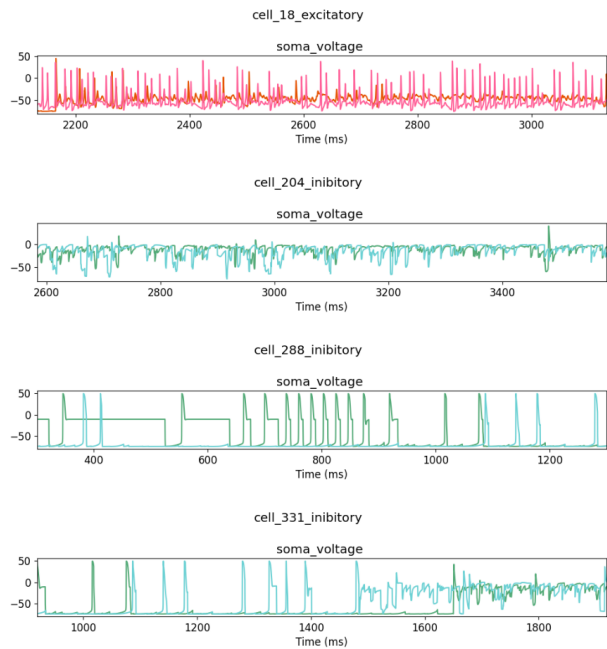 cell_18_excitatory
soma_voltage
50
0
−50
2200 2400 2600 2800 3000
Time (ms)
cell_204_inibitory
soma_voltage
0
−50
2600 2800 3000 3200 3400
Time (ms)
cell_288_inibitory
soma_voltage
50
0
−50
400 600 800 1000 1200
Time (ms)
cell_331_inibitory
soma_voltage
50
0
−50
1000 1200 1400 1600 1800
Time (ms)